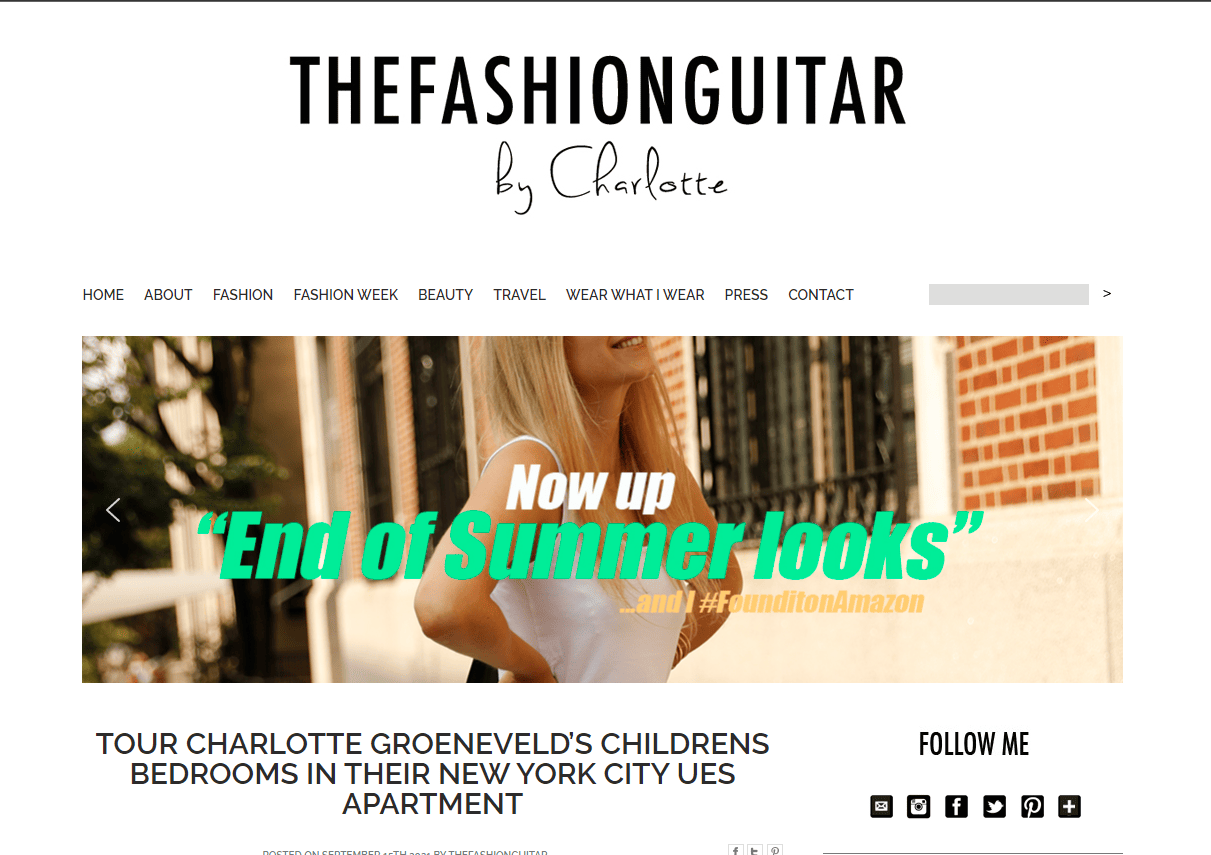 THEFASHIONGUITAR
by Charlotte
HOME ABOUT FASHION FASHION WEEK BEAUTY TRAVEL WEAR WHAT I WEAR PRESS CONTACT >
Now up
“End of Summer looks”
...and I #FounditonAmazon
TOUR CHARLOTTE GROENEVELD’S CHILDRENS
BEDROOMS IN THEIR NEW YORK CITY UES
APARTMENT
FOLLOW ME
POSTED ON SEPTEMBER 15TH 2021 BY THEFASHIONGUITAR